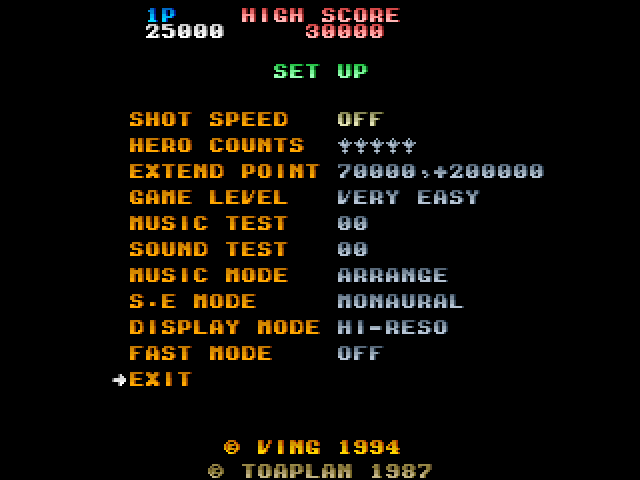 1P HIGH SCORE
25000 30000
SET UP
SHOT SPEED OFF
HERO COUNTS
EXTEND POINT 70000,+200000
GAME LEVEL VERY EASY
MUSIC TEST 00
SOUND TEST 00
MUSIC MODE ARRANGE
S.E MODE MONAURAL
DISPLAY MODE HI-RESO
FAST MODE OFF
→EXIT
© VING 1994
© TOAPLAN 1987